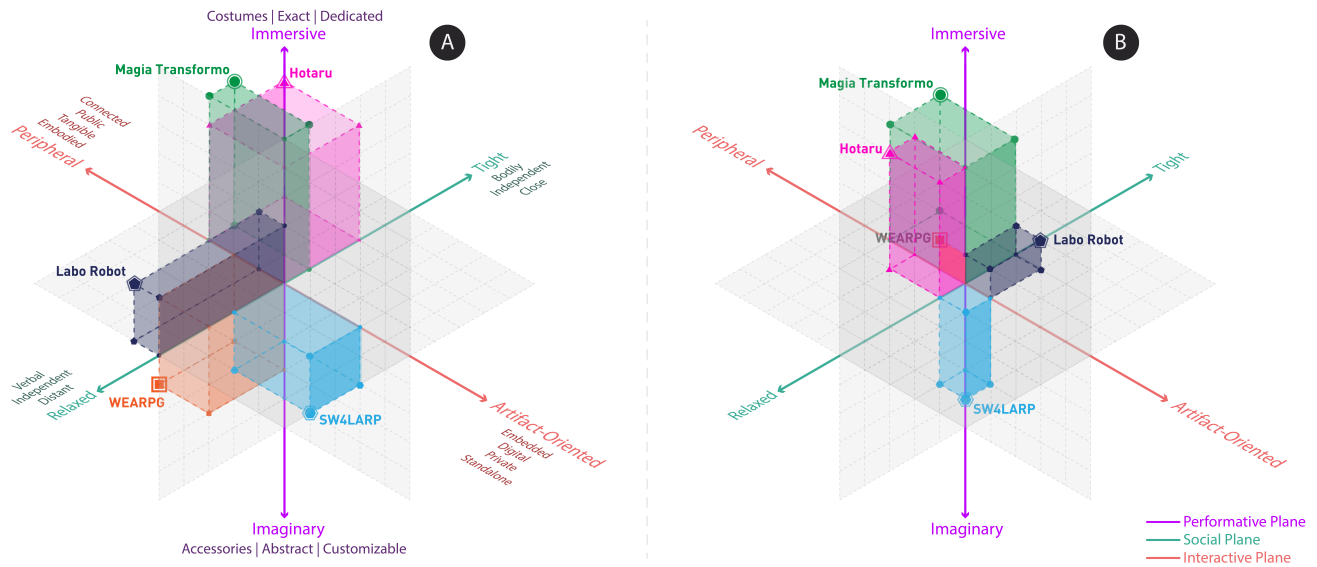 Costumes | Exact | Dedicated
Immersive
A
Magia Transformo
Hotaru
Connected
Public
Tangible
Embodied
Peripheral
Tight
Bodily
Independent
Close
Labo Robot
Verbal
Independent
Distant
Relaxed
WEARPG
SW4LARP
Artifact-Oriented
Embedded
Digital
Private
Standalone
Imaginary
Accessories | Abstract | Customizable
Immersive
B
Magia Transformo
Peripheral
Hotaru
Tight
WEARPG
Labo Robot
Relaxed
SW4LARP
Artifact-Oriented
Imaginary
Performative Plane
Social Plane
Interactive Plane